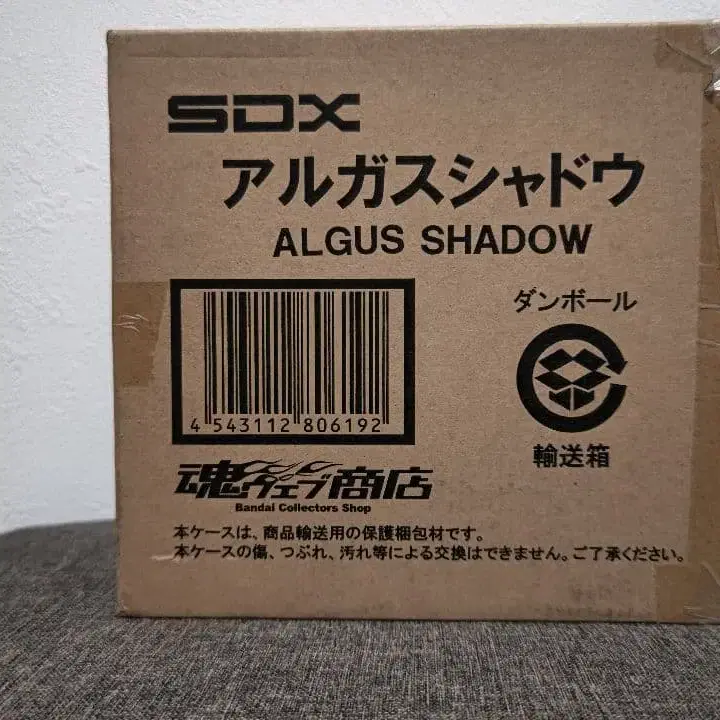 SDX
アルガスシャドウ
ALGUS SHADOW
ダンボール
4 543112 806192
輸送箱
魂ウェブ商店
Bandai Collectors Shop
本ケースは、商品輸送用の保護梱包材です。
本ケースの傷、つぶれ、汚れ等による交換はできません。ご了承ください。